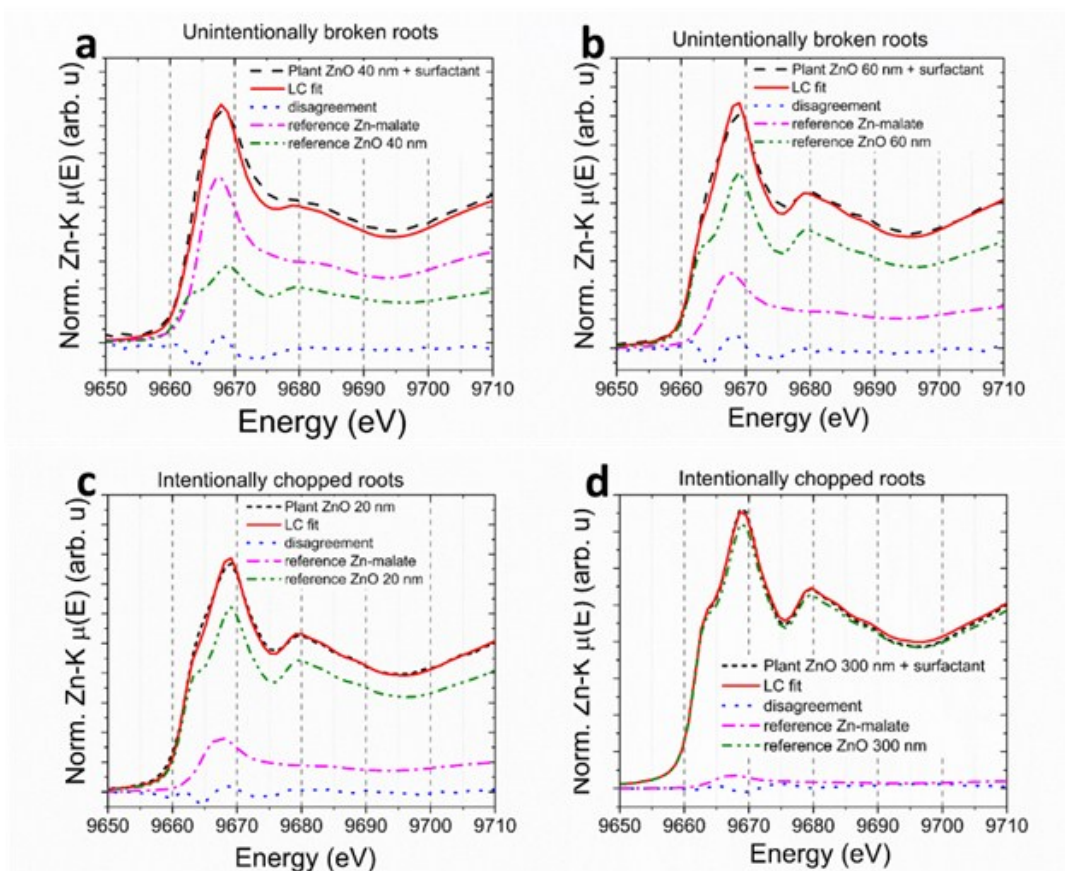 a
Unintentionally broken roots
Plant ZnO 40 nm + surfactant
LC fit
disagreement
reference Zn-malate
reference ZnO 40 nm
Norm. Zn-K μ(E) (arb. u)
9650 9660 9670 9680 9690 9700 9710
Energy (eV)
b
Unintentionally broken roots
Plant ZnO 60 nm + surfactant
LC fit
disagreement
reference Zn-malate
reference ZnO 60 nm
Norm. Zn-K μ(E) (arb. u)
9650 9660 9670 9680 9690 9700 9710
Energy (eV)
c
Intentionally chopped roots
Plant ZnO 20 nm
LC fit
disagreement
reference Zn-malate
reference ZnO 20 nm
Norm. Zn-K μ(E) (arb. u)
9650 9660 9670 9680 9690 9700 9710
Energy (eV)
d
Intentionally chopped roots
Plant ZnO 300 nm + surfactant
LC fit
disagreement
reference Zn-malate
reference ZnO 300 nm
Norm. Zn-K μ(E) (arb. u)
9650 9660 9670 9680 9690 9700 9710
Energy (eV)